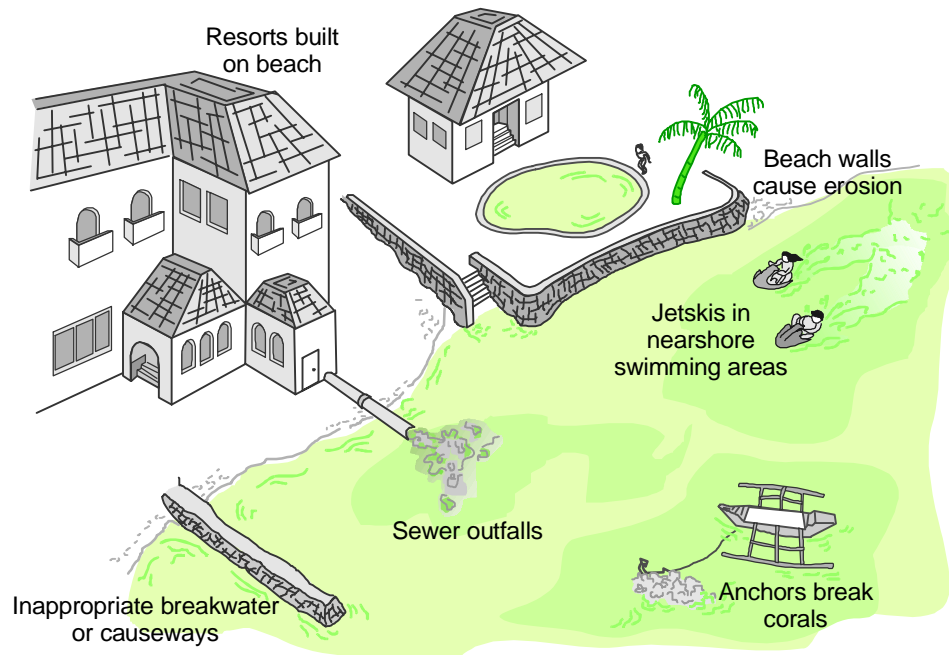 Resorts built
on beach
Beach walls
cause erosion
Jetskis in
nearshore
swimming areas
Sewer outfalls
Anchors break
corals
Inappropriate breakwater
or causeways